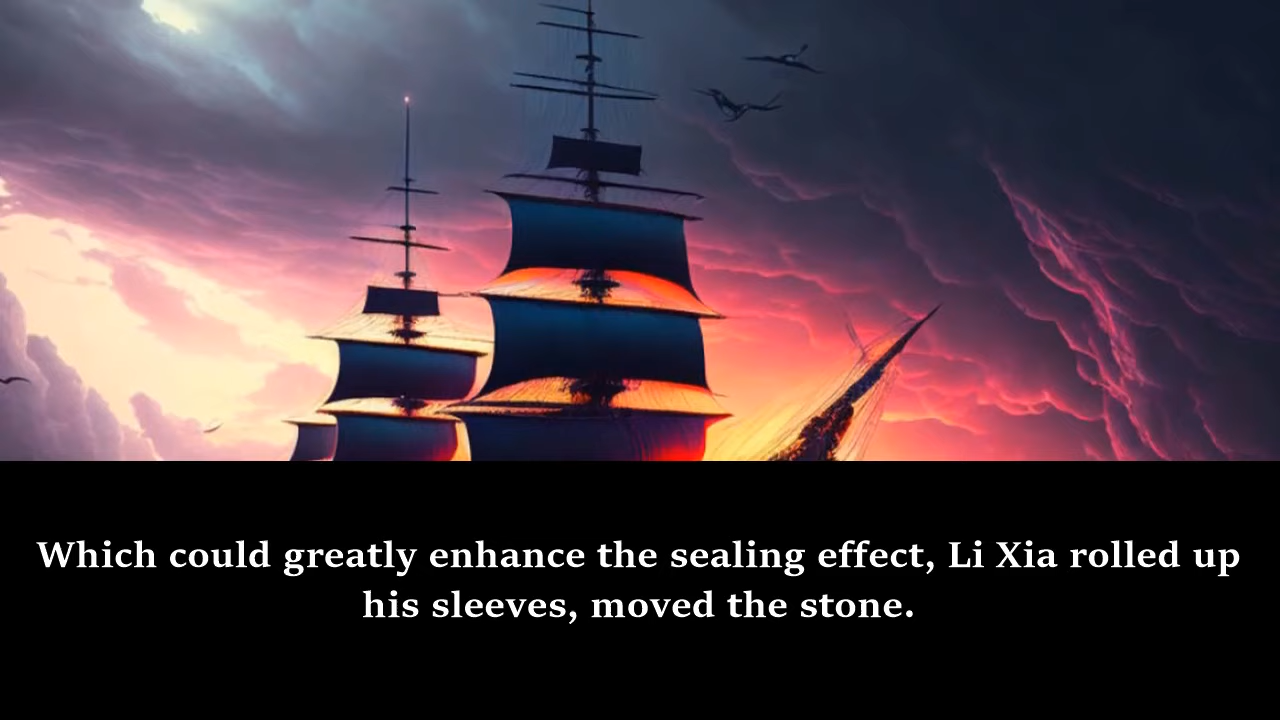 Which could greatly enhance the sealing effect, Li Xia rolled up
his sleeves, moved the stone.